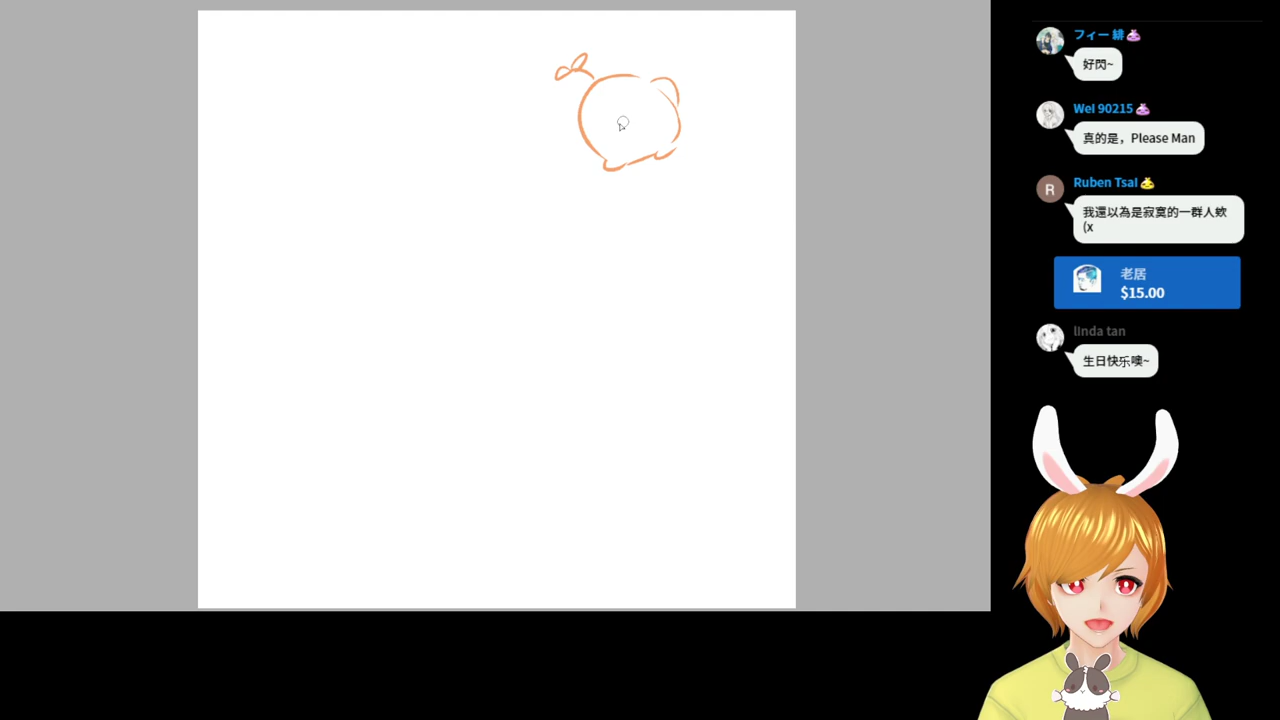 フィー 緋
好閃~
Wei 90215
真的是，Please Man
Ruben Tsai
R
我還以為是寂寞的一群人欸
(x
老居
$15.00
linda tan
生日快乐噢~